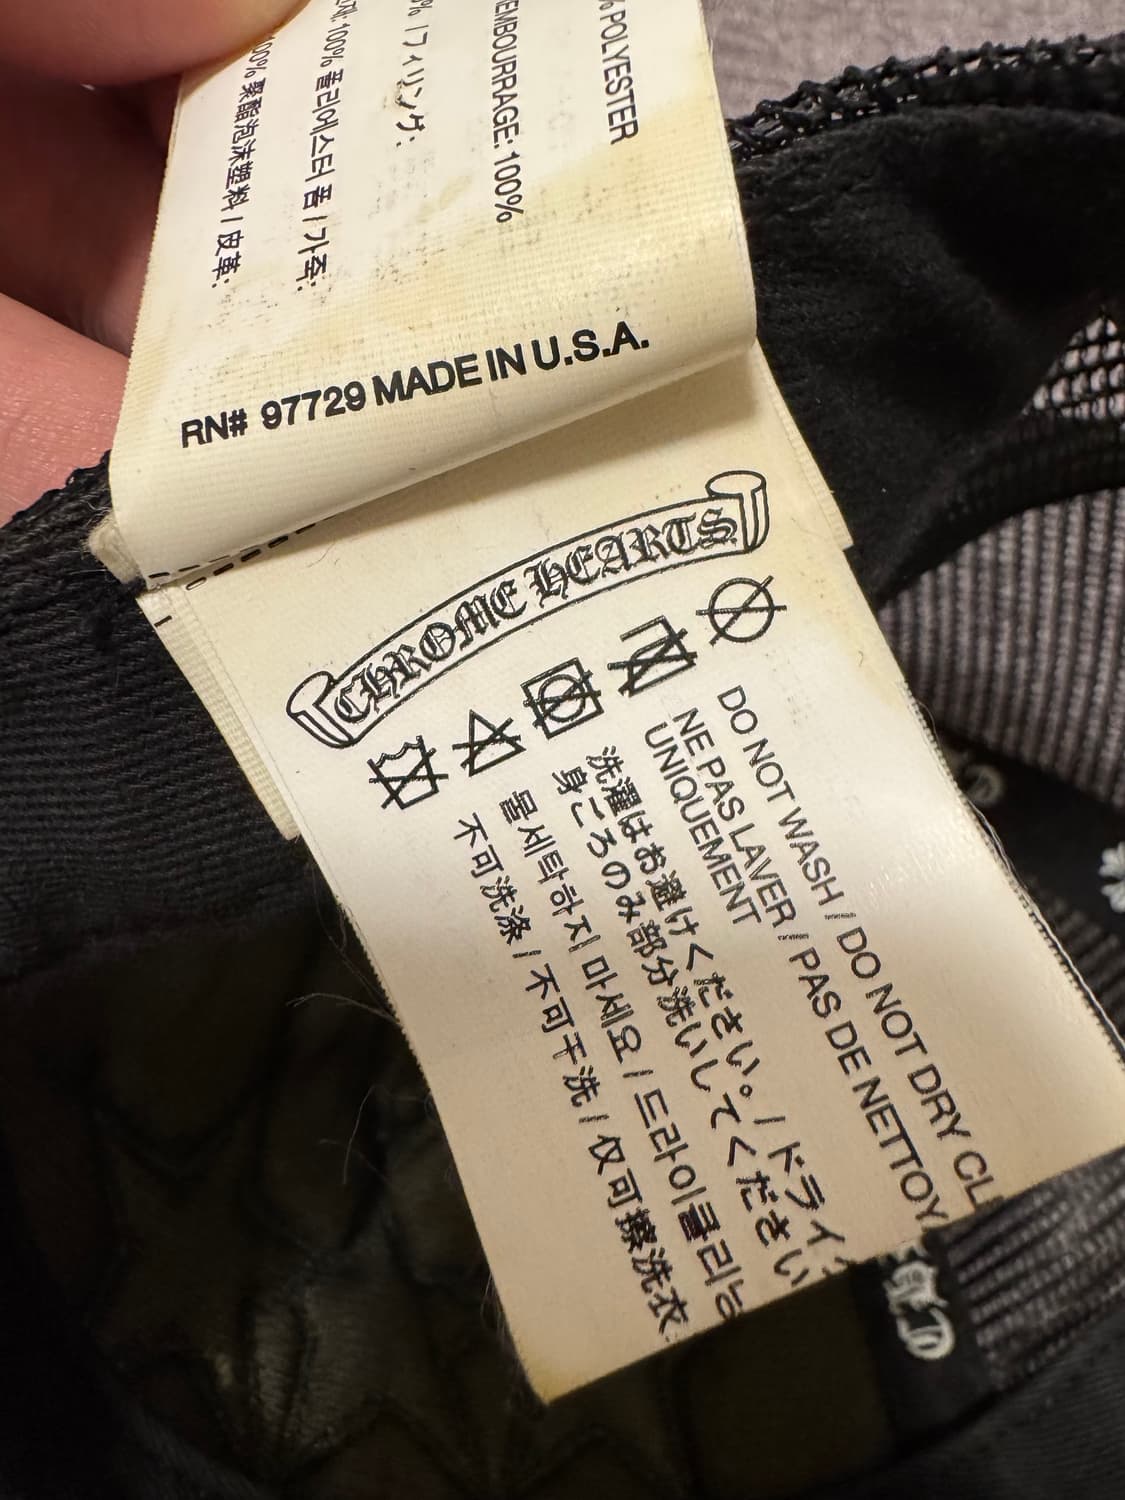 % POLYESTER
EMBOURRAGE: 100%
% / フィリング:
100% 폴리에스터 폼 / 가죽:
100% 聚酯泡沫塑料 / 皮革:
RN# 97729 MADE IN U.S.A.
CHROME HEARTS
DO NOT WASH / DO NOT DRY CL
NE PAS LAVER / PAS DE NETTOY
UNIQUEMENT
洗濯はお避けください。/ ドライ
身ごろのみ部分洗いしてください
물세탁하지 마세요 / 드라이클리닝
不可洗涤 / 不可干洗 / 仅可擦洗衣